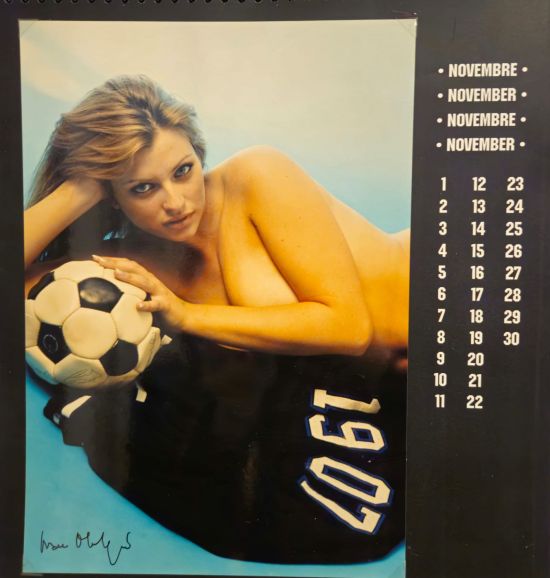 • NOVEMBRE •
• NOVEMBER •
• NOVEMBRE •
• NOVEMBER •
1 12 23
2 13 24
3 14 25
4 15 26
5 16 27
6 17 28
7 18 29
8 19 30
9 20
10 21
11 22
1907